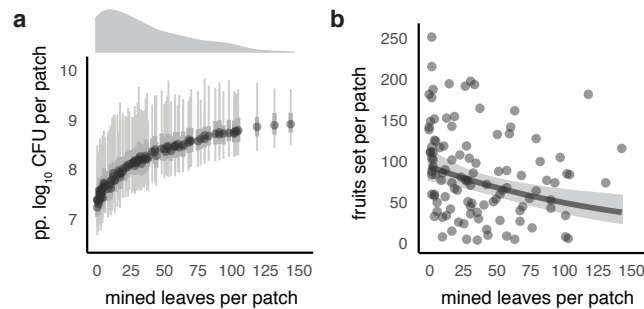 a
pp. log10 CFU per patch
10
9
8
7
0 25 50 75 100 125 150
mined leaves per patch
b
fruits set per patch
250
200
150
100
50
0
0 25 50 75 100 125 150
mined leaves per patch